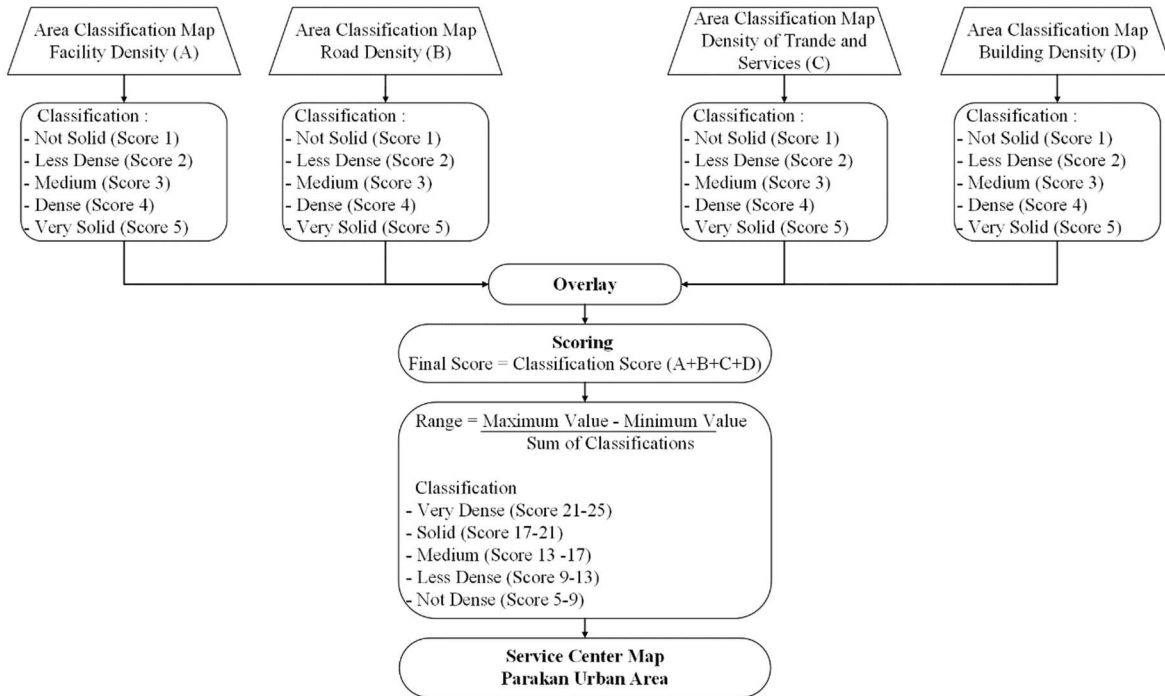 Area Classification Map
Facility Density (A)
Area Classification Map
Road Density (B)
Area Classification Map
Density of Trande and
Services (C)
Area Classification Map
Building Density (D)
Classification :
- Not Solid (Score 1)
- Less Dense (Score 2)
- Medium (Score 3)
- Dense (Score 4)
- Very Solid (Score 5)
Classification :
- Not Solid (Score 1)
- Less Dense (Score 2)
- Medium (Score 3)
- Dense (Score 4)
- Very Solid (Score 5)
Classification :
- Not Solid (Score 1)
- Less Dense (Score 2)
- Medium (Score 3)
- Dense (Score 4)
- Very Solid (Score 5)
Classification :
- Not Solid (Score 1)
- Less Dense (Score 2)
- Medium (Score 3)
- Dense (Score 4)
- Very Solid (Score 5)
Overlay
Scoring
Final Score = Classification Score (A+B+C+D)
Range = Maximum Value - Minimum Value
Sum of Classifications
Classification
- Very Dense (Score 21-25)
- Solid (Score 17-21)
- Medium (Score 13 -17)
- Less Dense (Score 9-13)
- Not Dense (Score 5-9)
Service Center Map
Parakan Urban Area